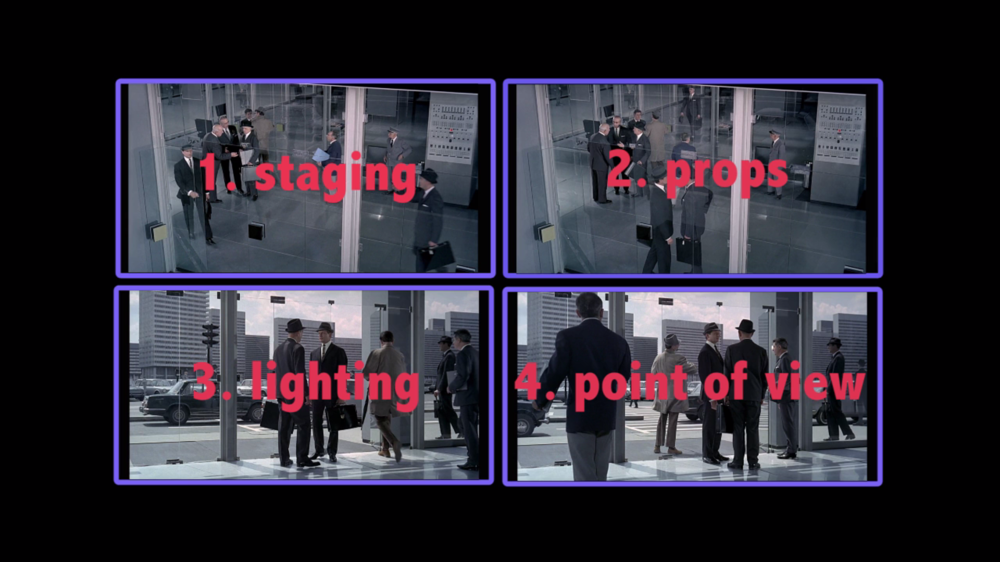 1. staging
2. props
3. lighting
4. point of view